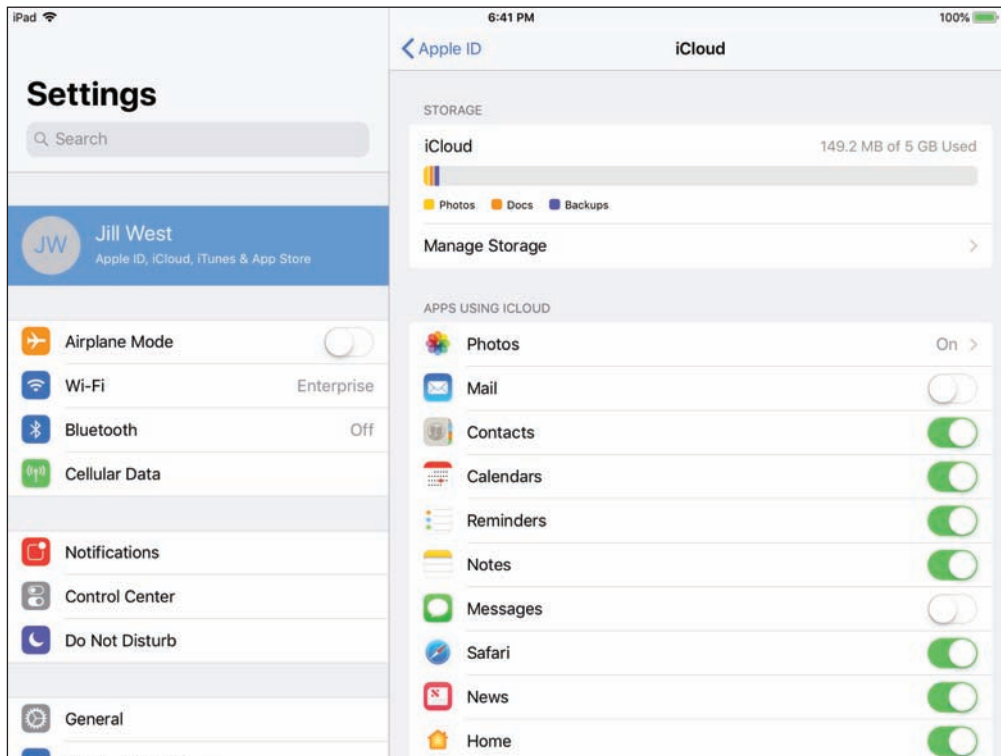 iPad
6:41 PM
100%
Settings
Search
JW
Jill West
Apple ID, iCloud, iTunes & App Store
Airplane Mode
Wi-Fi Enterprise
Bluetooth Off
Cellular Data
Notifications
Control Center
Do Not Disturb
General
Apple ID
iCloud
STORAGE
iCloud 149.2 MB of 5 GB Used
Photos Docs Backups
Manage Storage
APPS USING ICLOUD
Photos On
Mail
Contacts
Calendars
Reminders
Notes
Messages
Safari
News
Home